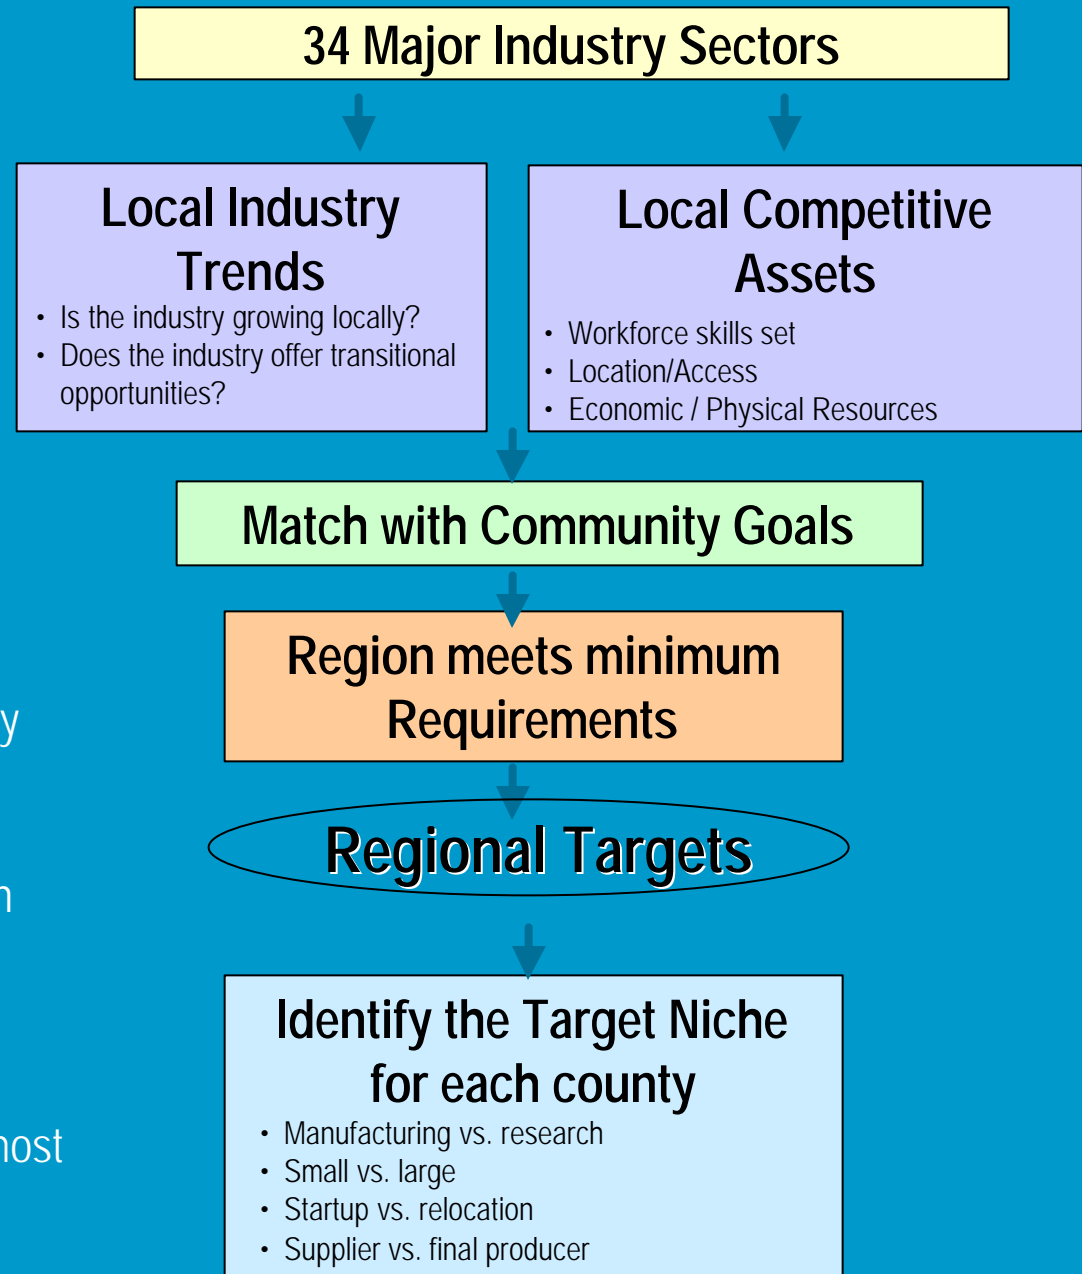 34 Major Industry Sectors
Local Industry
Trends
• Is the industry growing locally?
• Does the industry offer transitional
opportunities?
Local Competitive
Assets
• Workforce skills set
• Location/Access
• Economic / Physical Resources
Match with Community Goals
Region meets minimum
Requirements
Regional Targets
Identify the Target Niche
for each county
• Manufacturing vs. research
• Small vs. large
• Startup vs. relocation
• Supplier vs. final producer